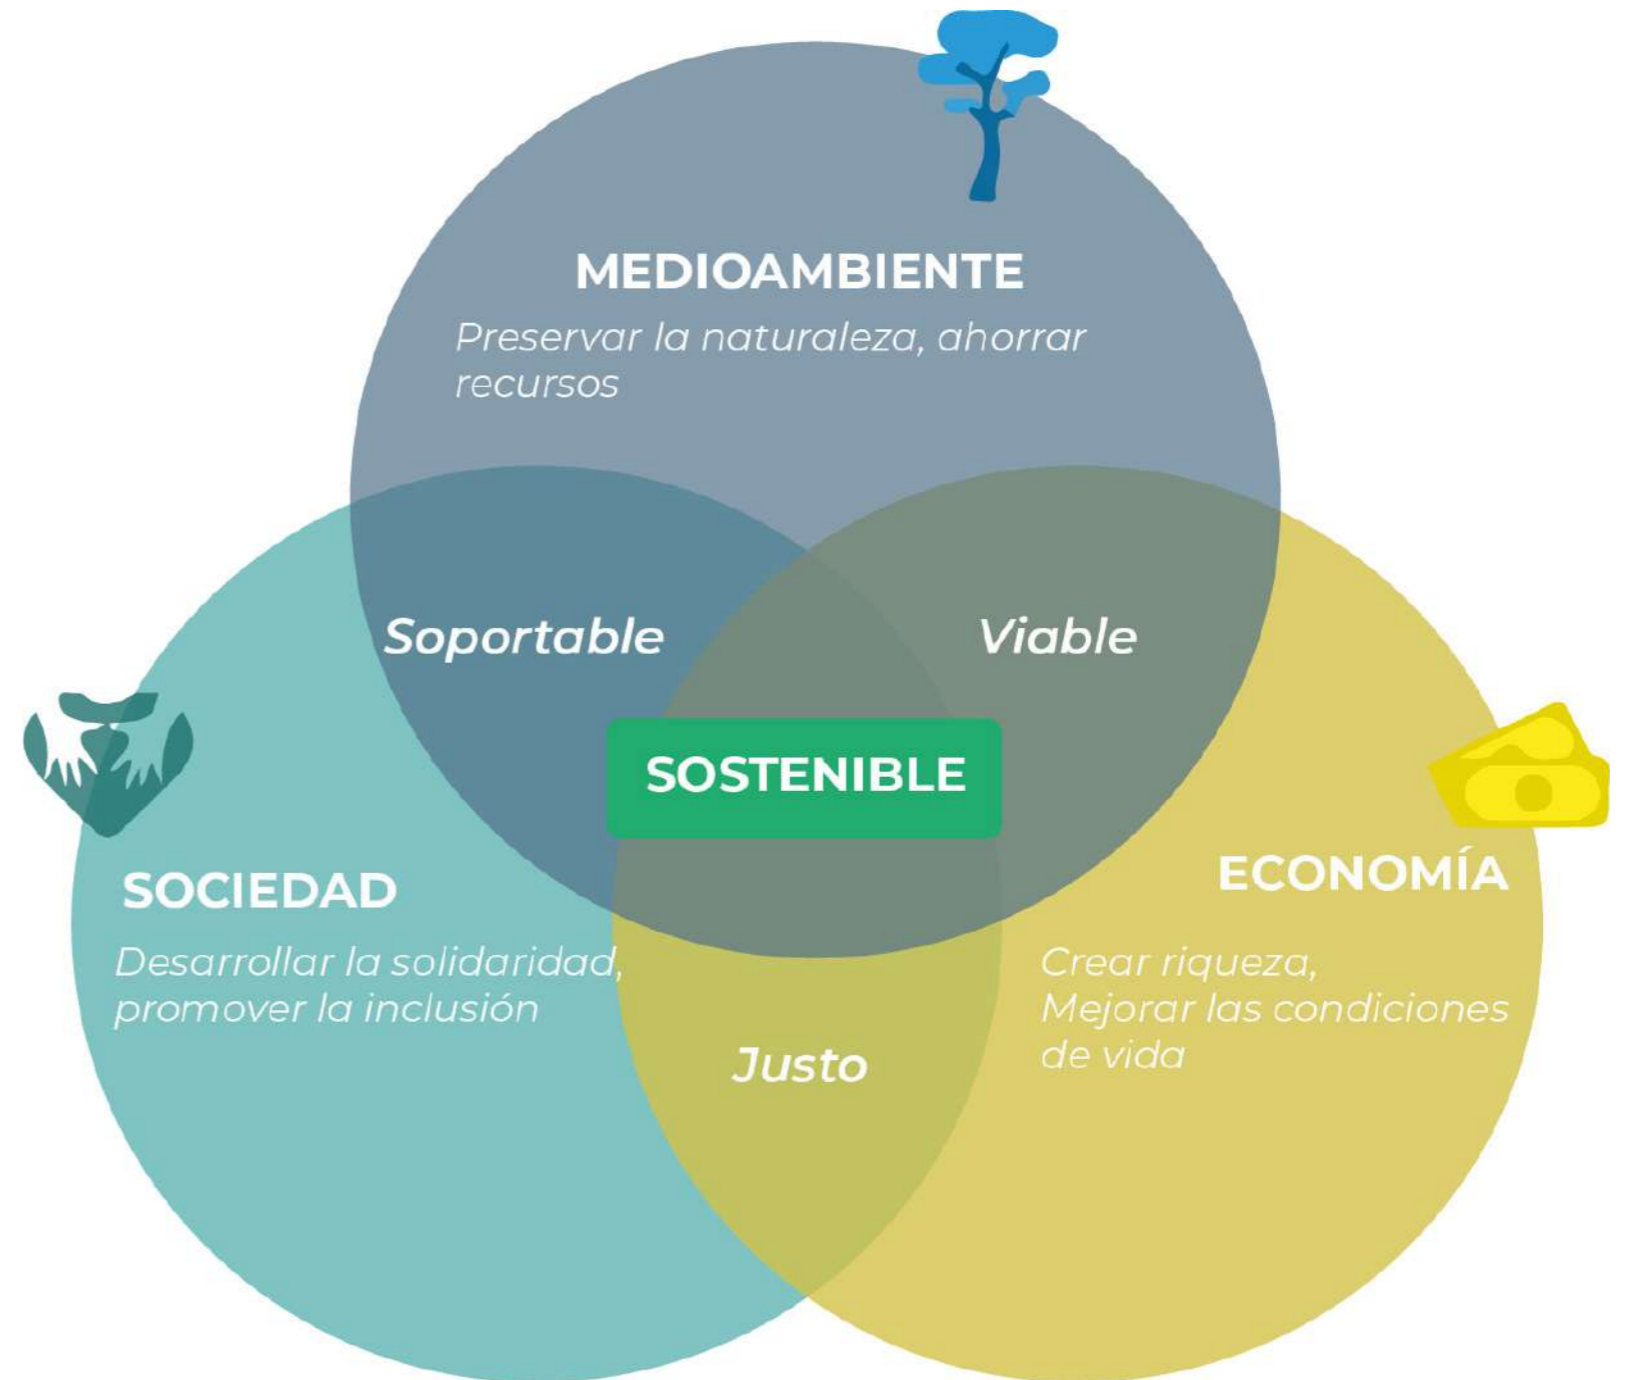 MEDIOAMBIENTE
Preservar la naturaleza, ahorrar
recursos
Soportable
Viable
SOSTENIBLE
SOCIEDAD
Desarrollar la solidaridad,
promover la inclusión
ECONOMÍA
Crear riqueza,
Mejorar las condiciones
de vida
Justo